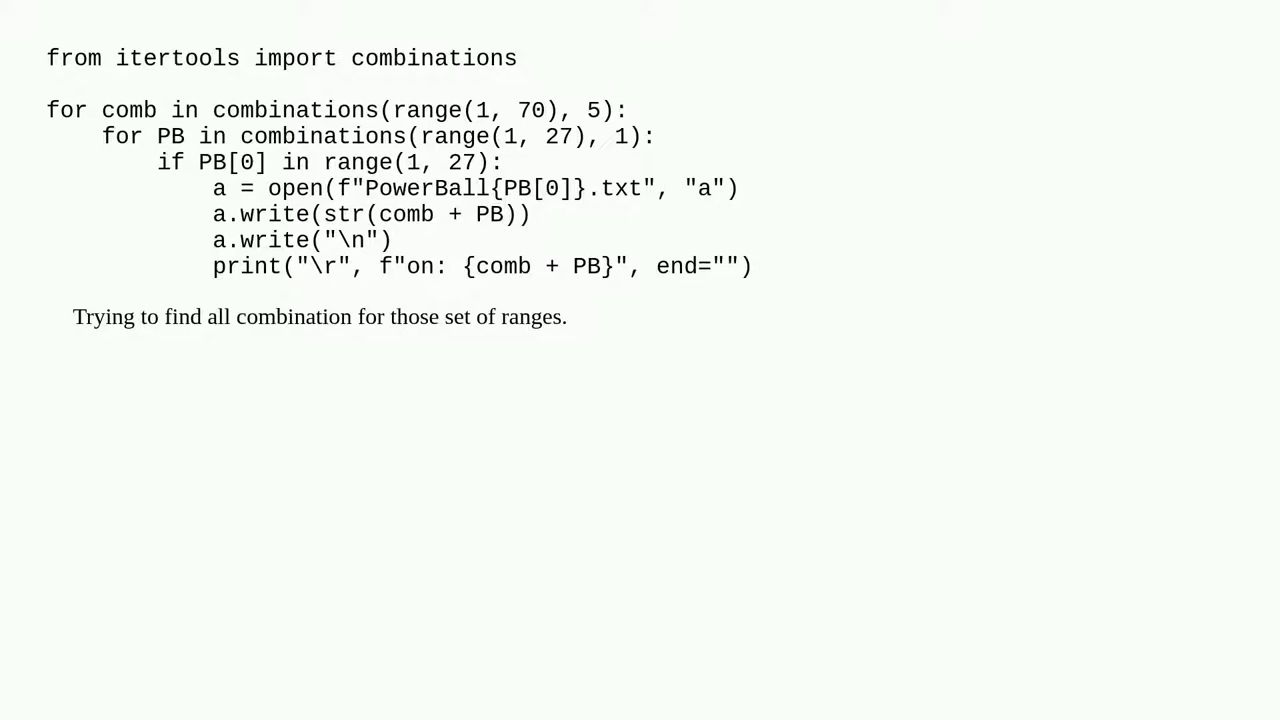 from itertools import combinations

for comb in combinations(range(1, 70), 5):
    for PB in combinations(range(1, 27), 1):
        if PB[0] in range(1, 27):
            a = open(f"PowerBall{PB[0]}.txt", "a")
            a.write(str(comb + PB))
            a.write("\n")
            print("\r", f"on: {comb + PB}", end="")

Trying to find all combination for those set of ranges.